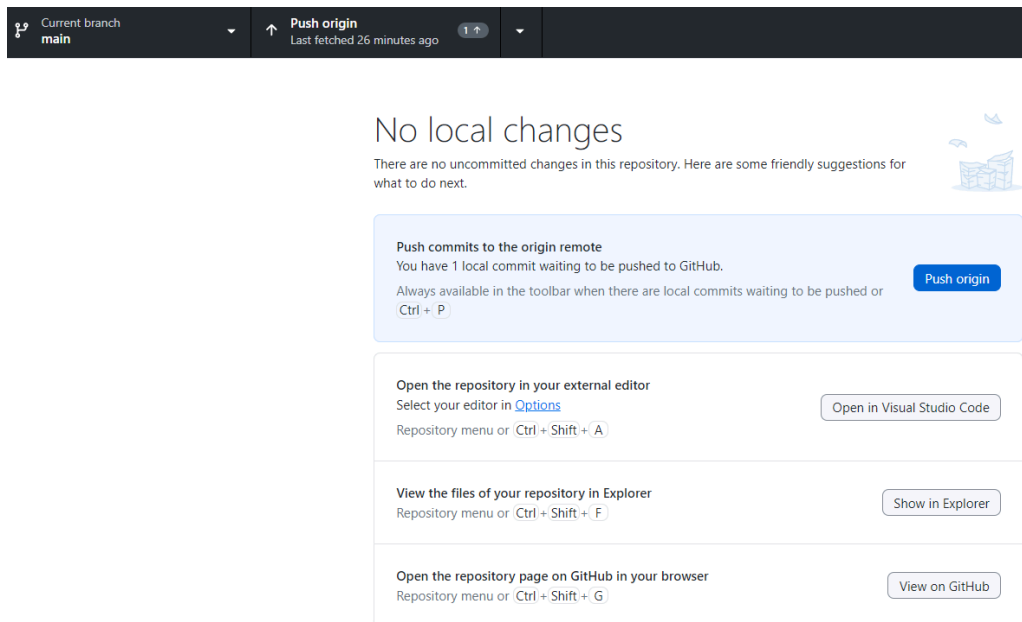 Current branch
main
Push origin
Last fetched 26 minutes ago
1 ↑
No local changes
There are no uncommitted changes in this repository. Here are some friendly suggestions for
what to do next.
Push commits to the origin remote
You have 1 local commit waiting to be pushed to GitHub.
Always available in the toolbar when there are local commits waiting to be pushed or
Ctrl + P
Push origin
Open the repository in your external editor
Select your editor in Options
Repository menu or Ctrl + Shift + A
Open in Visual Studio Code
View the files of your repository in Explorer
Repository menu or Ctrl + Shift + F
Show in Explorer
Open the repository page on GitHub in your browser
Repository menu or Ctrl + Shift + G
View on GitHub